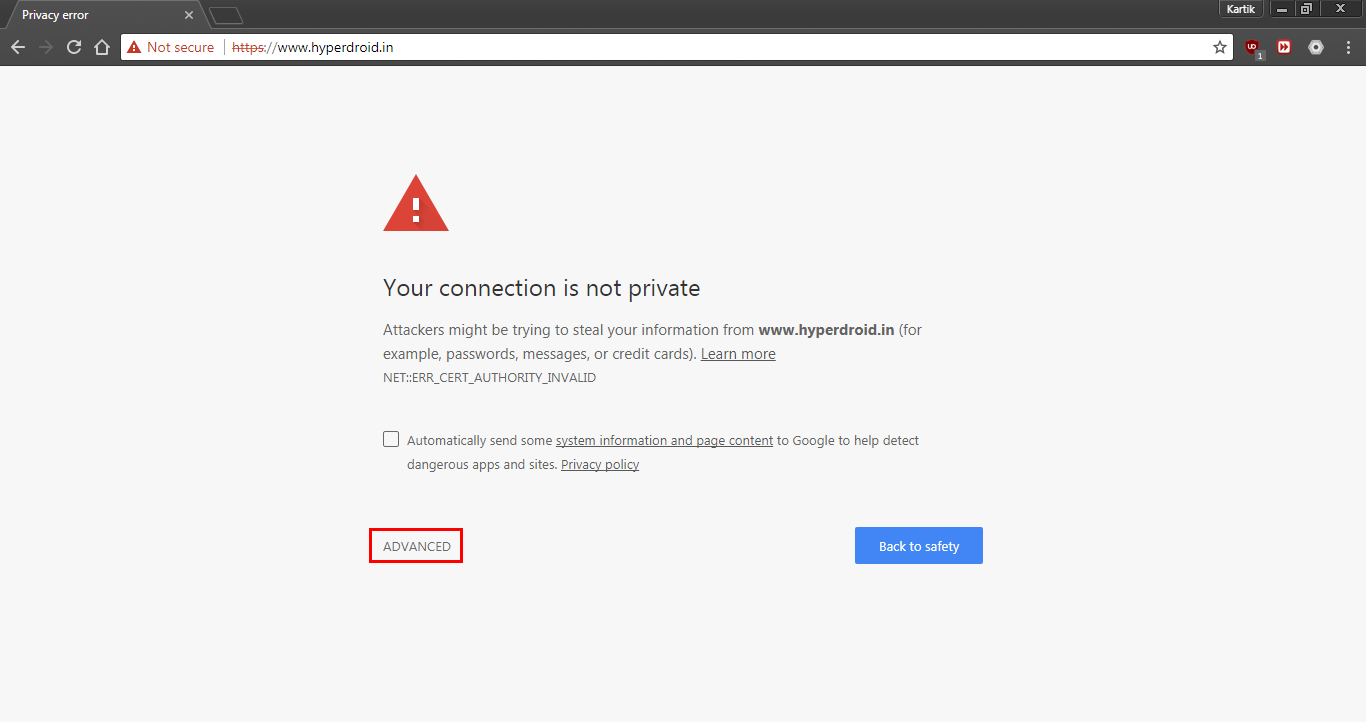 Privacy error
Kartik
Not secure https://www.hyperdroid.in
UD
1
Your connection is not private
Attackers might be trying to steal your information from www.hyperdroid.in (for
example, passwords, messages, or credit cards). Learn more
NET::ERR_CERT_AUTHORITY_INVALID
Automatically send some system information and page content to Google to help detect
dangerous apps and sites. Privacy policy
ADVANCED
Back to safety